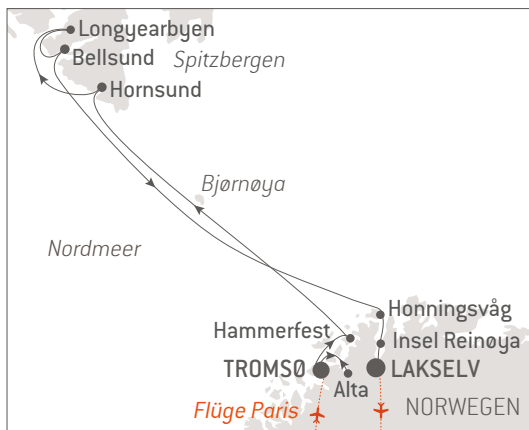 Longyearbyen
Bellsund
Spitzbergen
Hornsund
Bjørnøya
Nordmeer
Honningsvåg
Hammerfest
Insel Reinøya
TROMSØ
LAKSELV
Alta
Flüge Paris
NORWEGEN